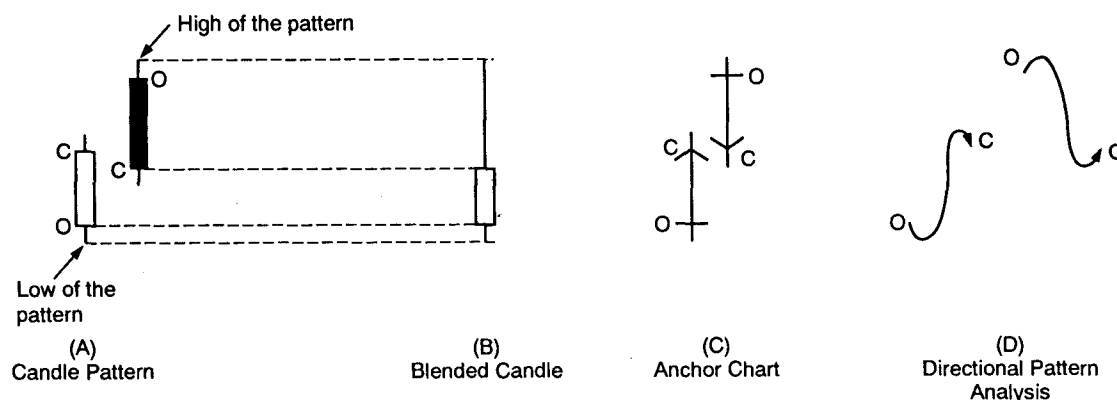 High of the pattern
O
C
C
O
Low of the
pattern
O
C
C
O
O
C
O
C
(A)
Candle Pattern
(B)
Blended Candle
(C)
Anchor Chart
(D)
Directional Pattern
Analysis